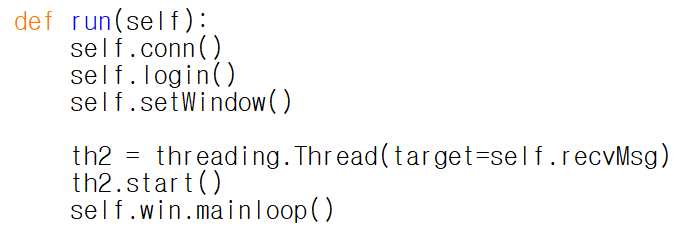 def run(self):
    self.conn()
    self.login()
    self.setWindow()

    th2 = threading.Thread(target=self.recvMsg)
    th2.start()
    self.win.mainloop()